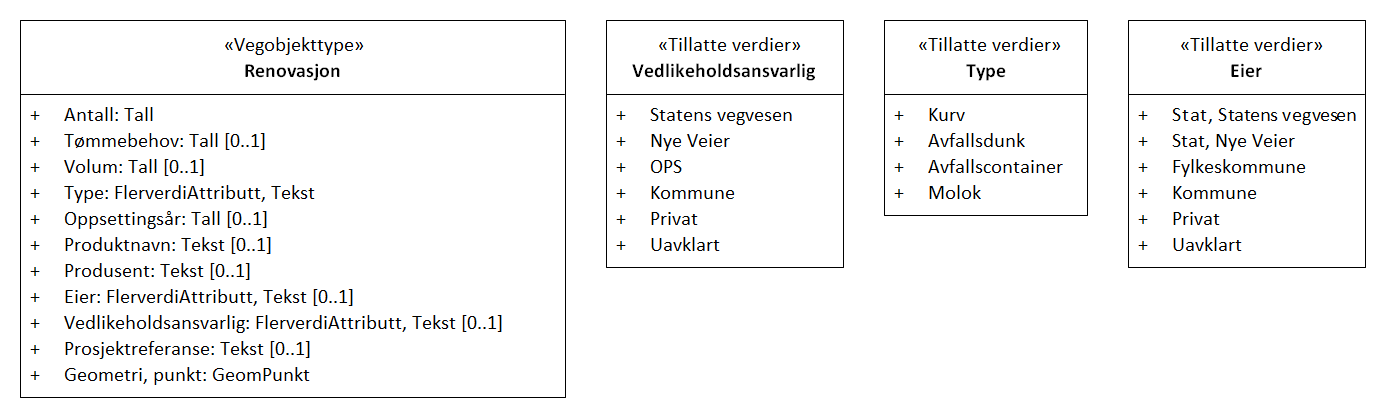 «Vegobjekttype»
Renovasjon
+ Antall: Tall
+ Tømmebehov: Tall [0..1]
+ Volum: Tall [0..1]
+ Type: FlerverdiAttributt, Tekst
+ Oppsettingsår: Tall [0..1]
+ Produktnavn: Tekst [0..1]
+ Produsent: Tekst [0..1]
+ Eier: FlerverdiAttributt, Tekst [0..1]
+ Vedlikeholdsansvarlig: FlerverdiAttributt, Tekst [0..1]
+ Prosjektreferanse: Tekst [0..1]
+ Geometri, punkt: GeomPunkt
«Tillatte verdier»
Vedlikeholdsansvarlig
+ Statens vegvesen
+ Nye Veier
+ OPS
+ Kommune
+ Privat
+ Uavklart
«Tillatte verdier»
Type
+ Kurv
+ Avfallsdunk
+ Avfallscontainer
+ Molok
«Tillatte verdier»
Eier
+ Stat, Statens vegvesen
+ Stat, Nye Veier
+ Fylkeskommune
+ Kommune
+ Privat
+ Uavklart